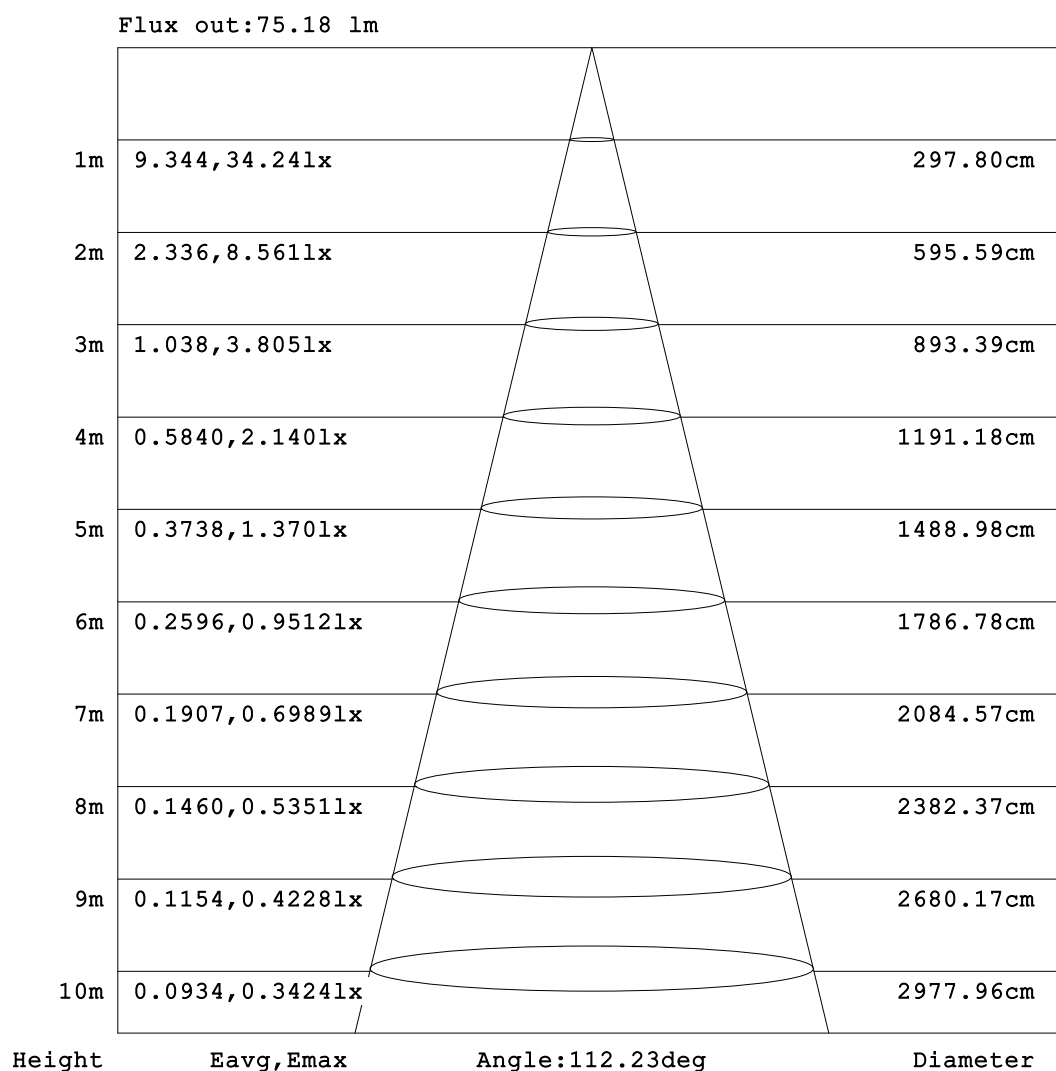 Flux out:75.18 lm
1m 9.344,34.24lx 297.80cm
2m 2.336,8.561lx 595.59cm
3m 1.038,3.805lx 893.39cm
4m 0.5840,2.140lx 1191.18cm
5m 0.3738,1.370lx 1488.98cm
6m 0.2596,0.9512lx 1786.78cm
7m 0.1907,0.6989lx 2084.57cm
8m 0.1460,0.5351lx 2382.37cm
9m 0.1154,0.4228lx 2680.17cm
10m 0.0934,0.3424lx 2977.96cm
Height Eavg,Emax Angle:112.23deg Diameter